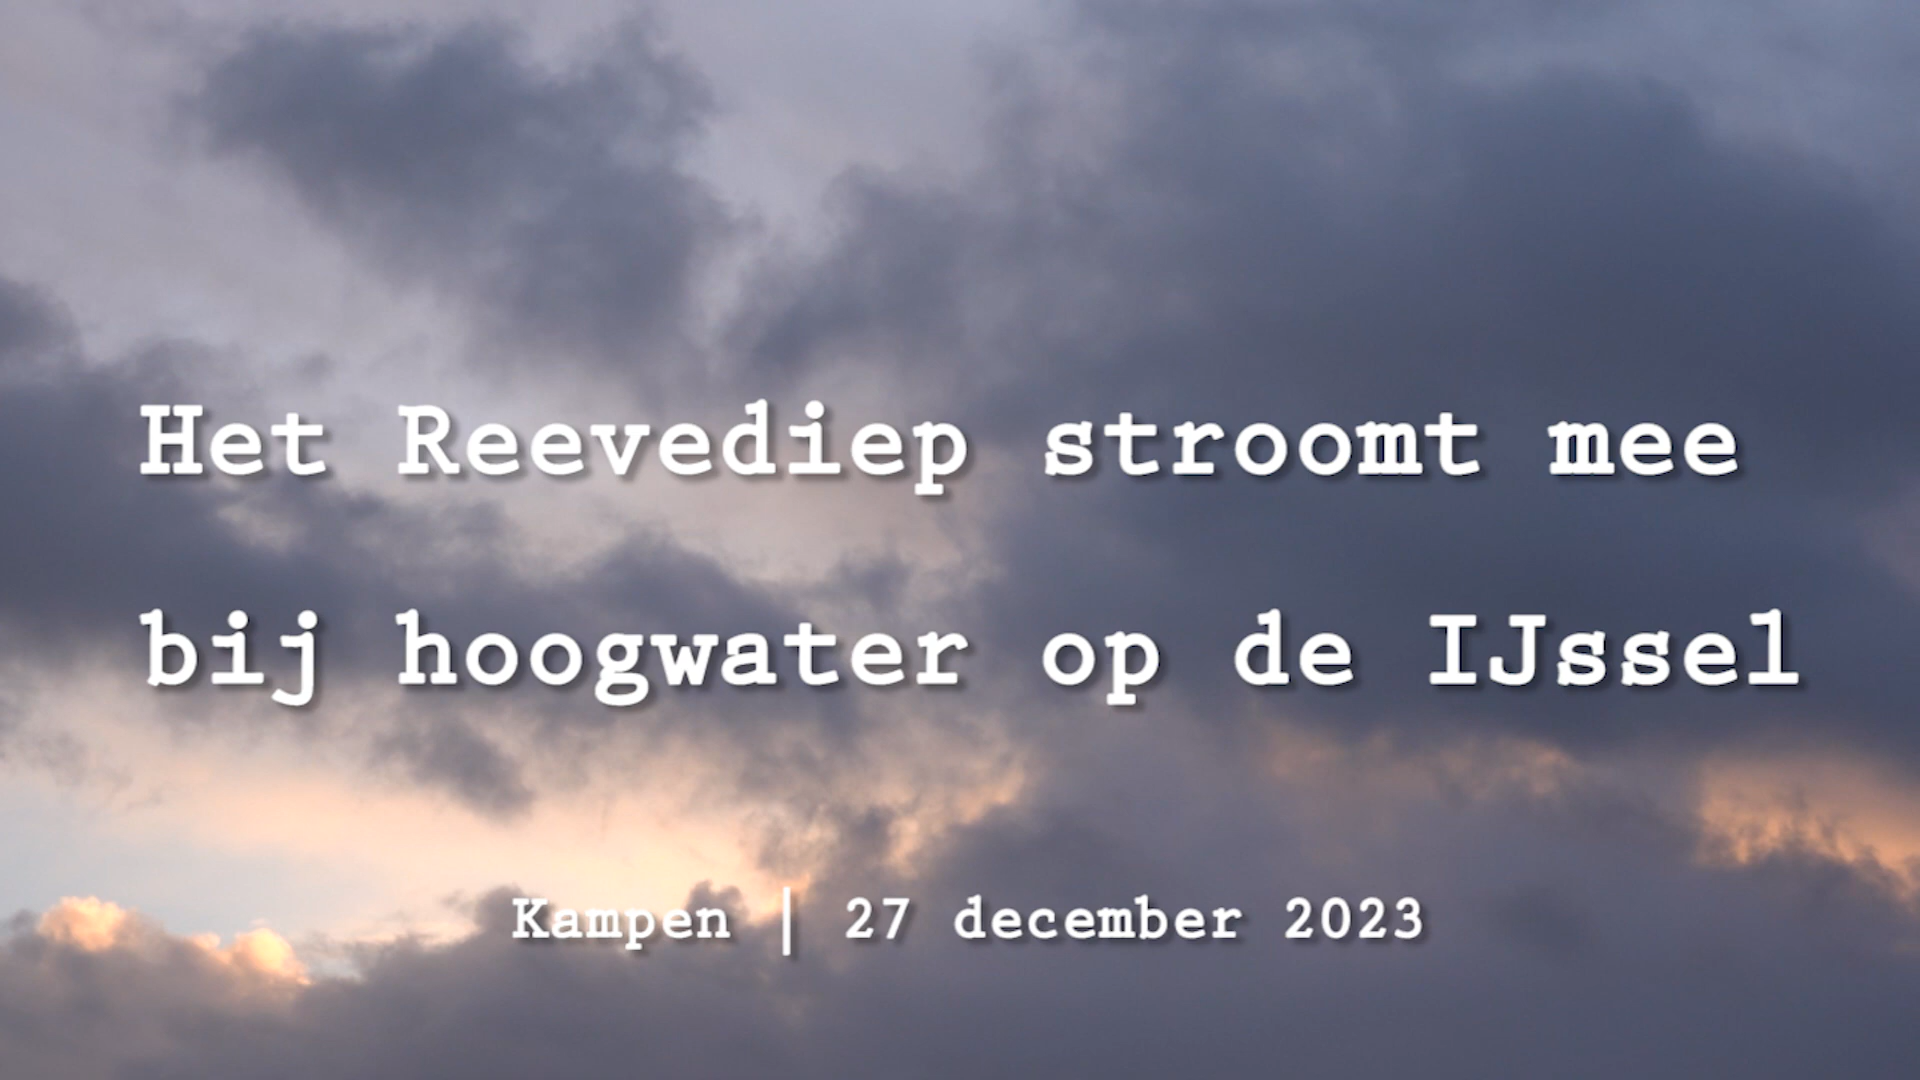 Het Reevediep stroomt mee
bij hoogwater op de IJssel
Kampen | 27 december 2023